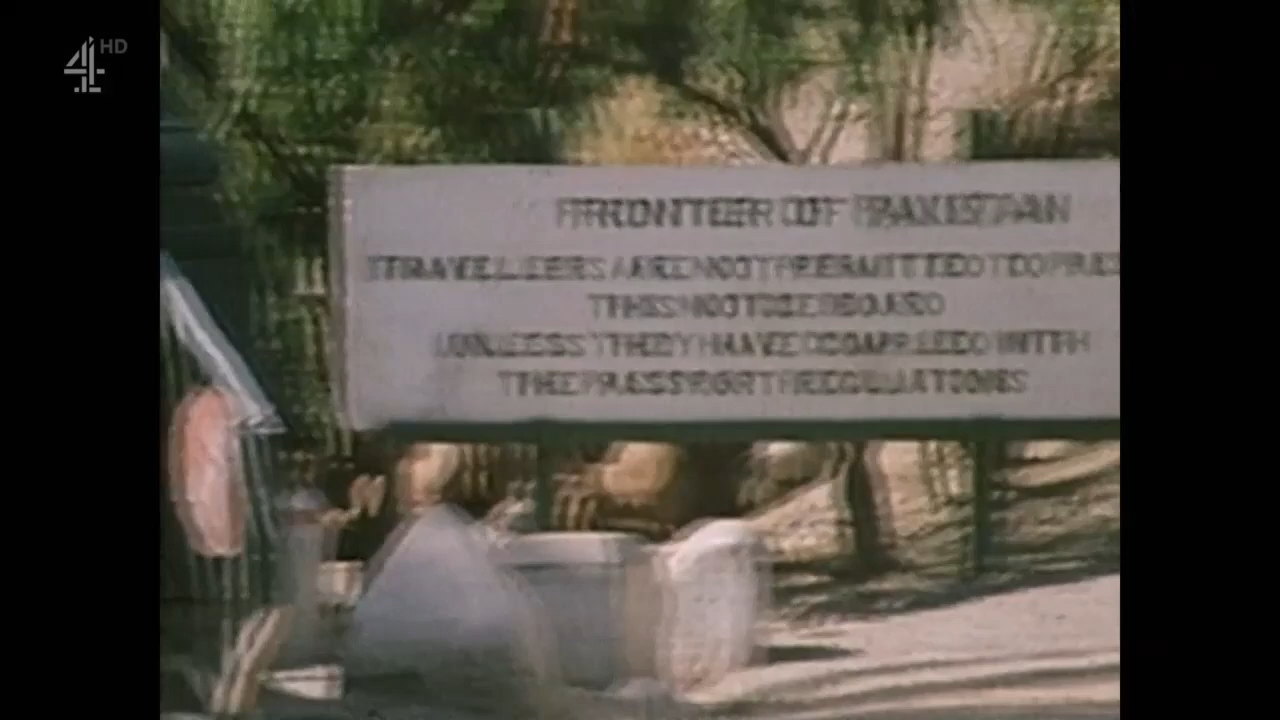 4 HD
FRONTIER OF PAKISTAN
TRAVELLERS ARE NOT PERMITTED TO PASS
THIS NOTICE BOARD
UNLESS THEY HAVE COMPLIED WITH
THE PASSPORT REGULATIONS